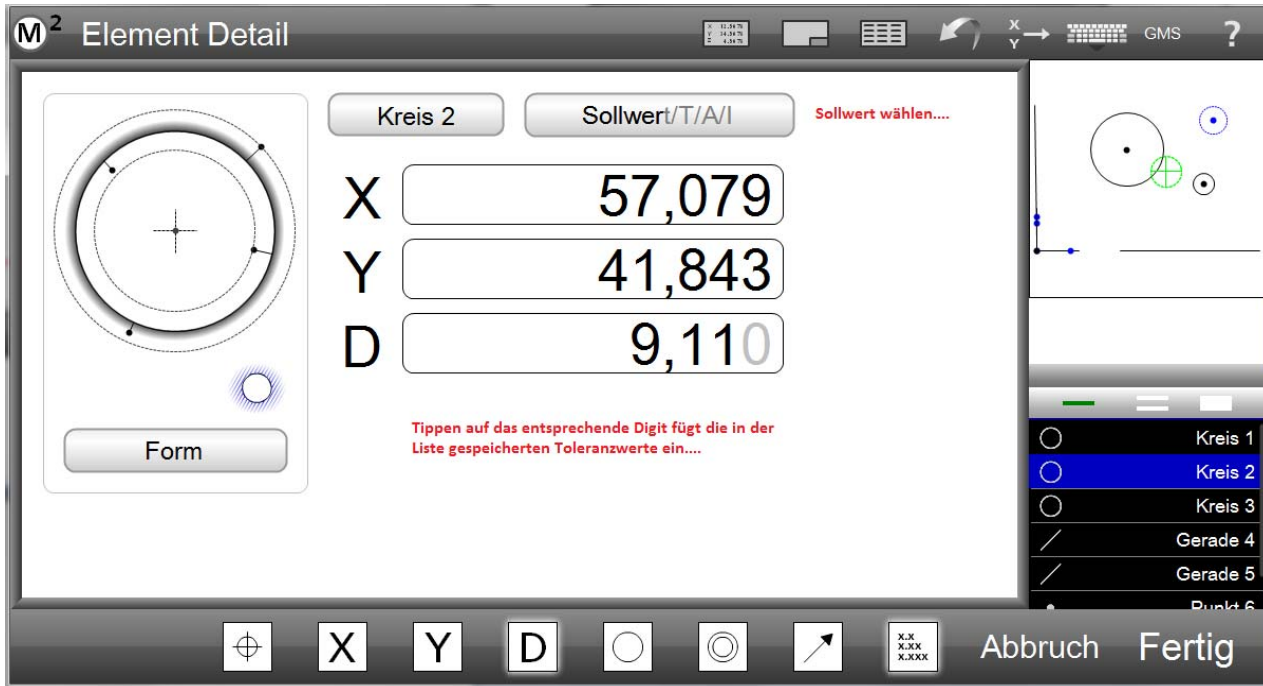 M2 Element Detail
GMS ?
X
Y
Kreis 2
Sollwert/T/A/I
Sollwert wählen....
X 57,079
Y 41,843
D 9,110
Tippen auf das entsprechende Digit fügt die in der
Liste gespeicherten Toleranzwerte ein....
Form
Kreis 1
Kreis 2
Kreis 3
Gerade 4
Gerade 5
Punkt 6
X
Y
D
X.X
X.XX
X.XXX
Abbruch
Fertig